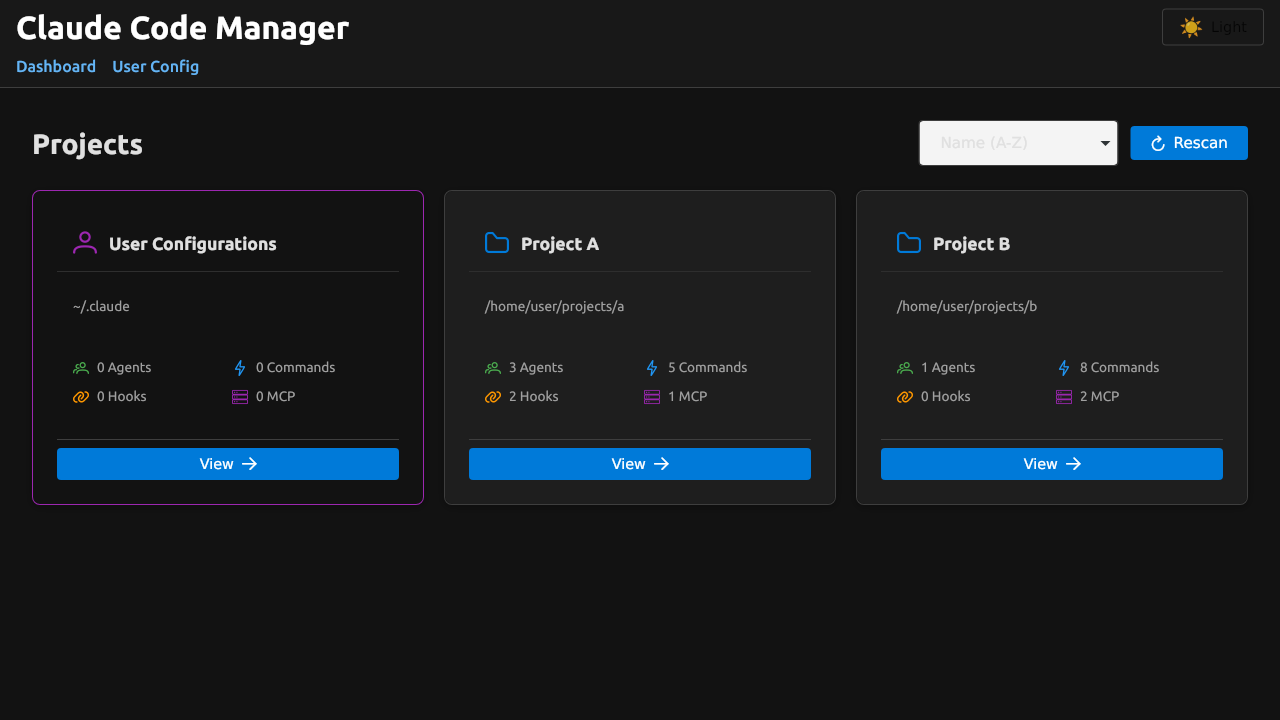 Claude Code Manager
Light
Dashboard User Config
Projects
Name (A-Z)
Rescan
User Configurations
~/.claude
0 Agents
0 Commands
0 Hooks
0 MCP
View
Project A
/home/user/projects/a
3 Agents
5 Commands
2 Hooks
1 MCP
View
Project B
/home/user/projects/b
1 Agents
8 Commands
0 Hooks
2 MCP
View